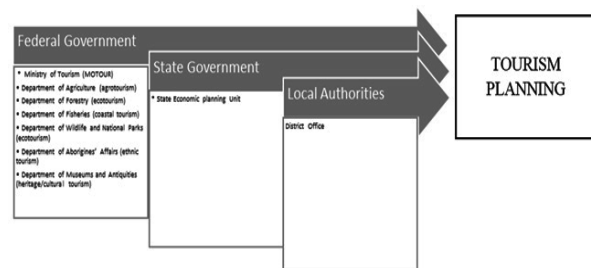 Federal Government
* Ministry of Tourism (MOTOUR)
• Department of Agriculture (agrotourism)
• Department of Forestry (ecotourism)
• Department of Fisheries (coastal tourism)
• Department of Wildlife and National Parks
(ecotourism)
• Department of Aborigines' Affairs (ethnic
tourism)
• Department of Museums and Antiquities
(heritage/cultural tourism)
State Government
* State Economic planning Unit
Local Authorities
District Office
TOURISM
PLANNING